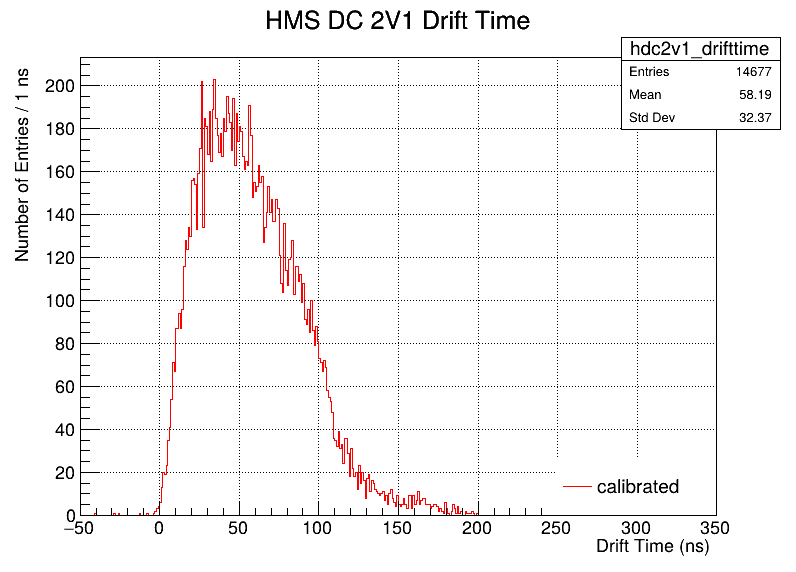 HMS DC 2V1 Drift Time
hdc2v1_drifttime
Entries 14677
Mean 58.19
Std Dev 32.37
Number of Entries / 1 ns
200
180
160
140
120
100
80
60
40
20
0
−50 0 50 100 150 200 250 300 350
Drift Time (ns)
calibrated